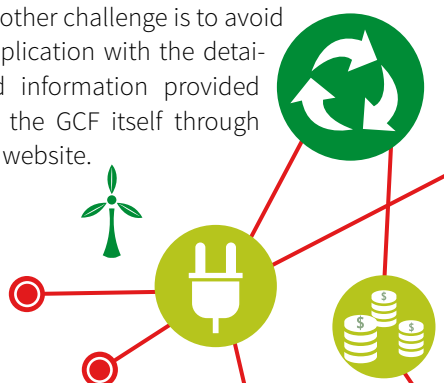 other challenge is to avoid
plication with the detai-
information provided
the GCF itself through
website.
$
$
$